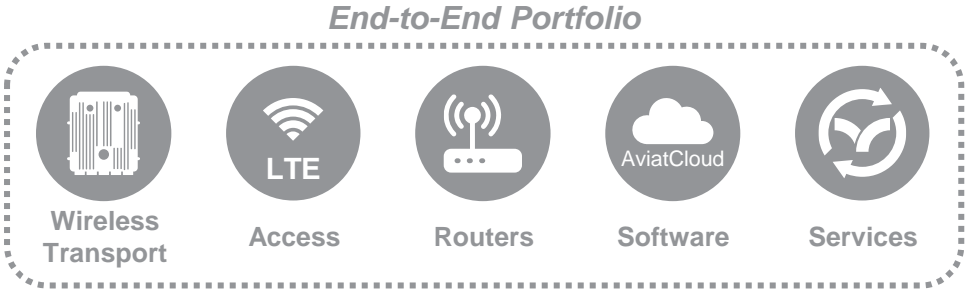 End-to-End Portfolio
LTE
AviatCloud
Wireless
Transport
Access
Routers
Software
Services